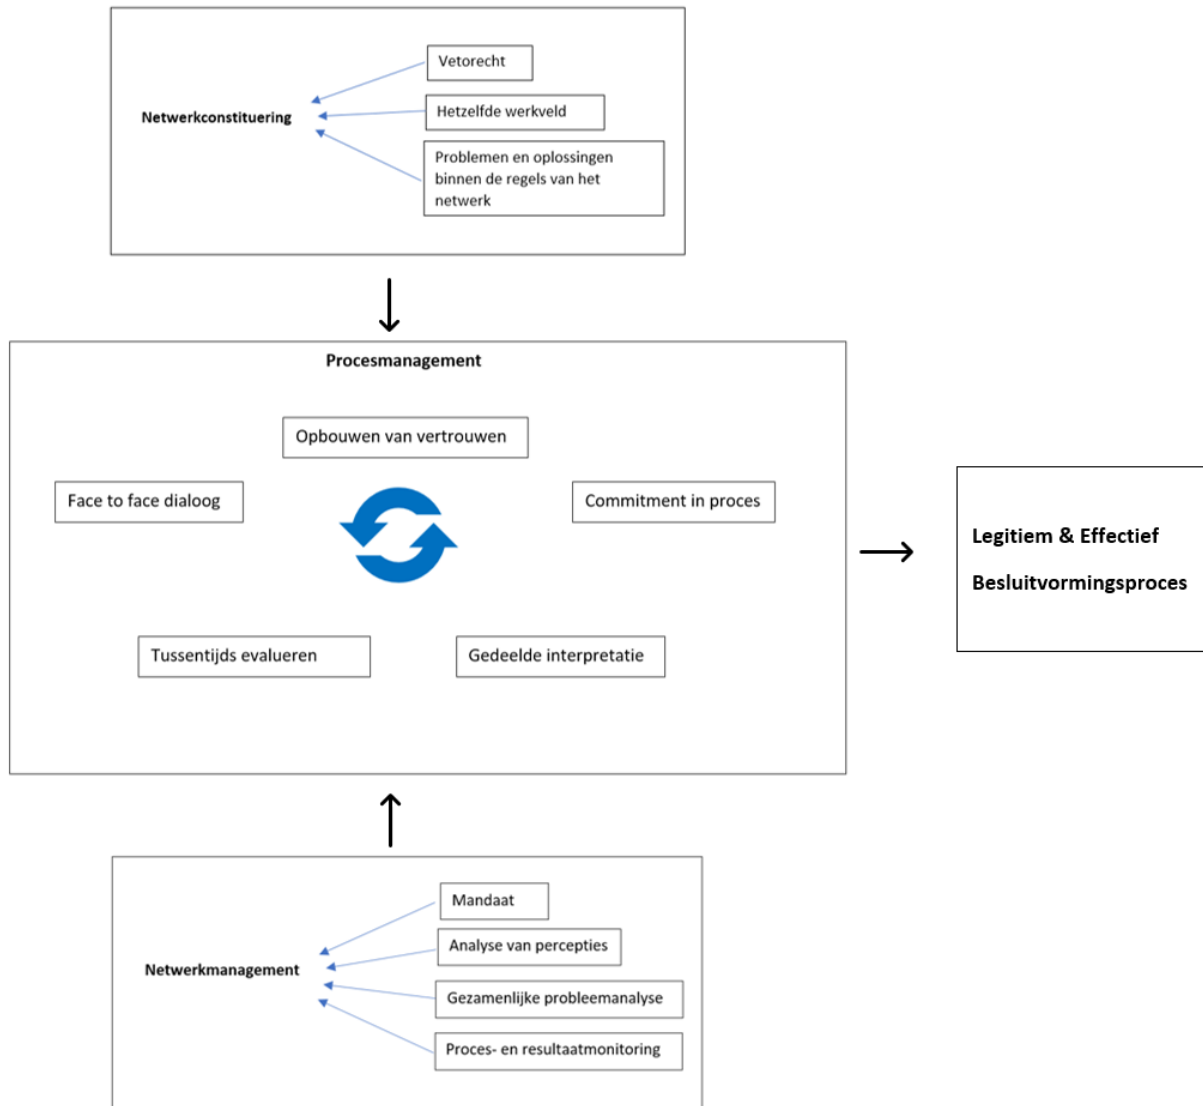 Vetorecht
Netwerkconstituering
Hetzelfde werkveld
Problemen en oplossingen
binnen de regels van het
netwerk
Procesmanagement
Opbouwen van vertrouwen
Face to face dialoog
Commitment in proces
Tussentijds evalueren
Gedeelde interpretatie
Legitiem & Effectief
Besluitvormingsproces
Netwerkmanagement
Mandaat
Analyse van percepties
Gezamenlijke probleemanalyse
Proces- en resultaatmonitoring